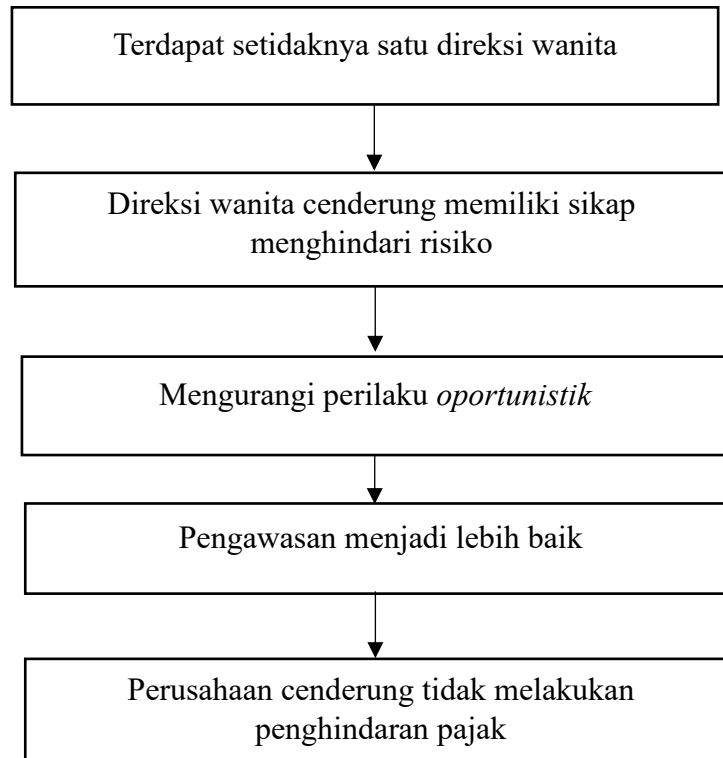 Terdapat setidaknya satu direksi wanita
Direksi wanita cenderung memiliki sikap
menghindari risiko
Mengurangi perilaku oportunistik
Pengawasan menjadi lebih baik
Perusahaan cenderung tidak melakukan
penghindaran pajak